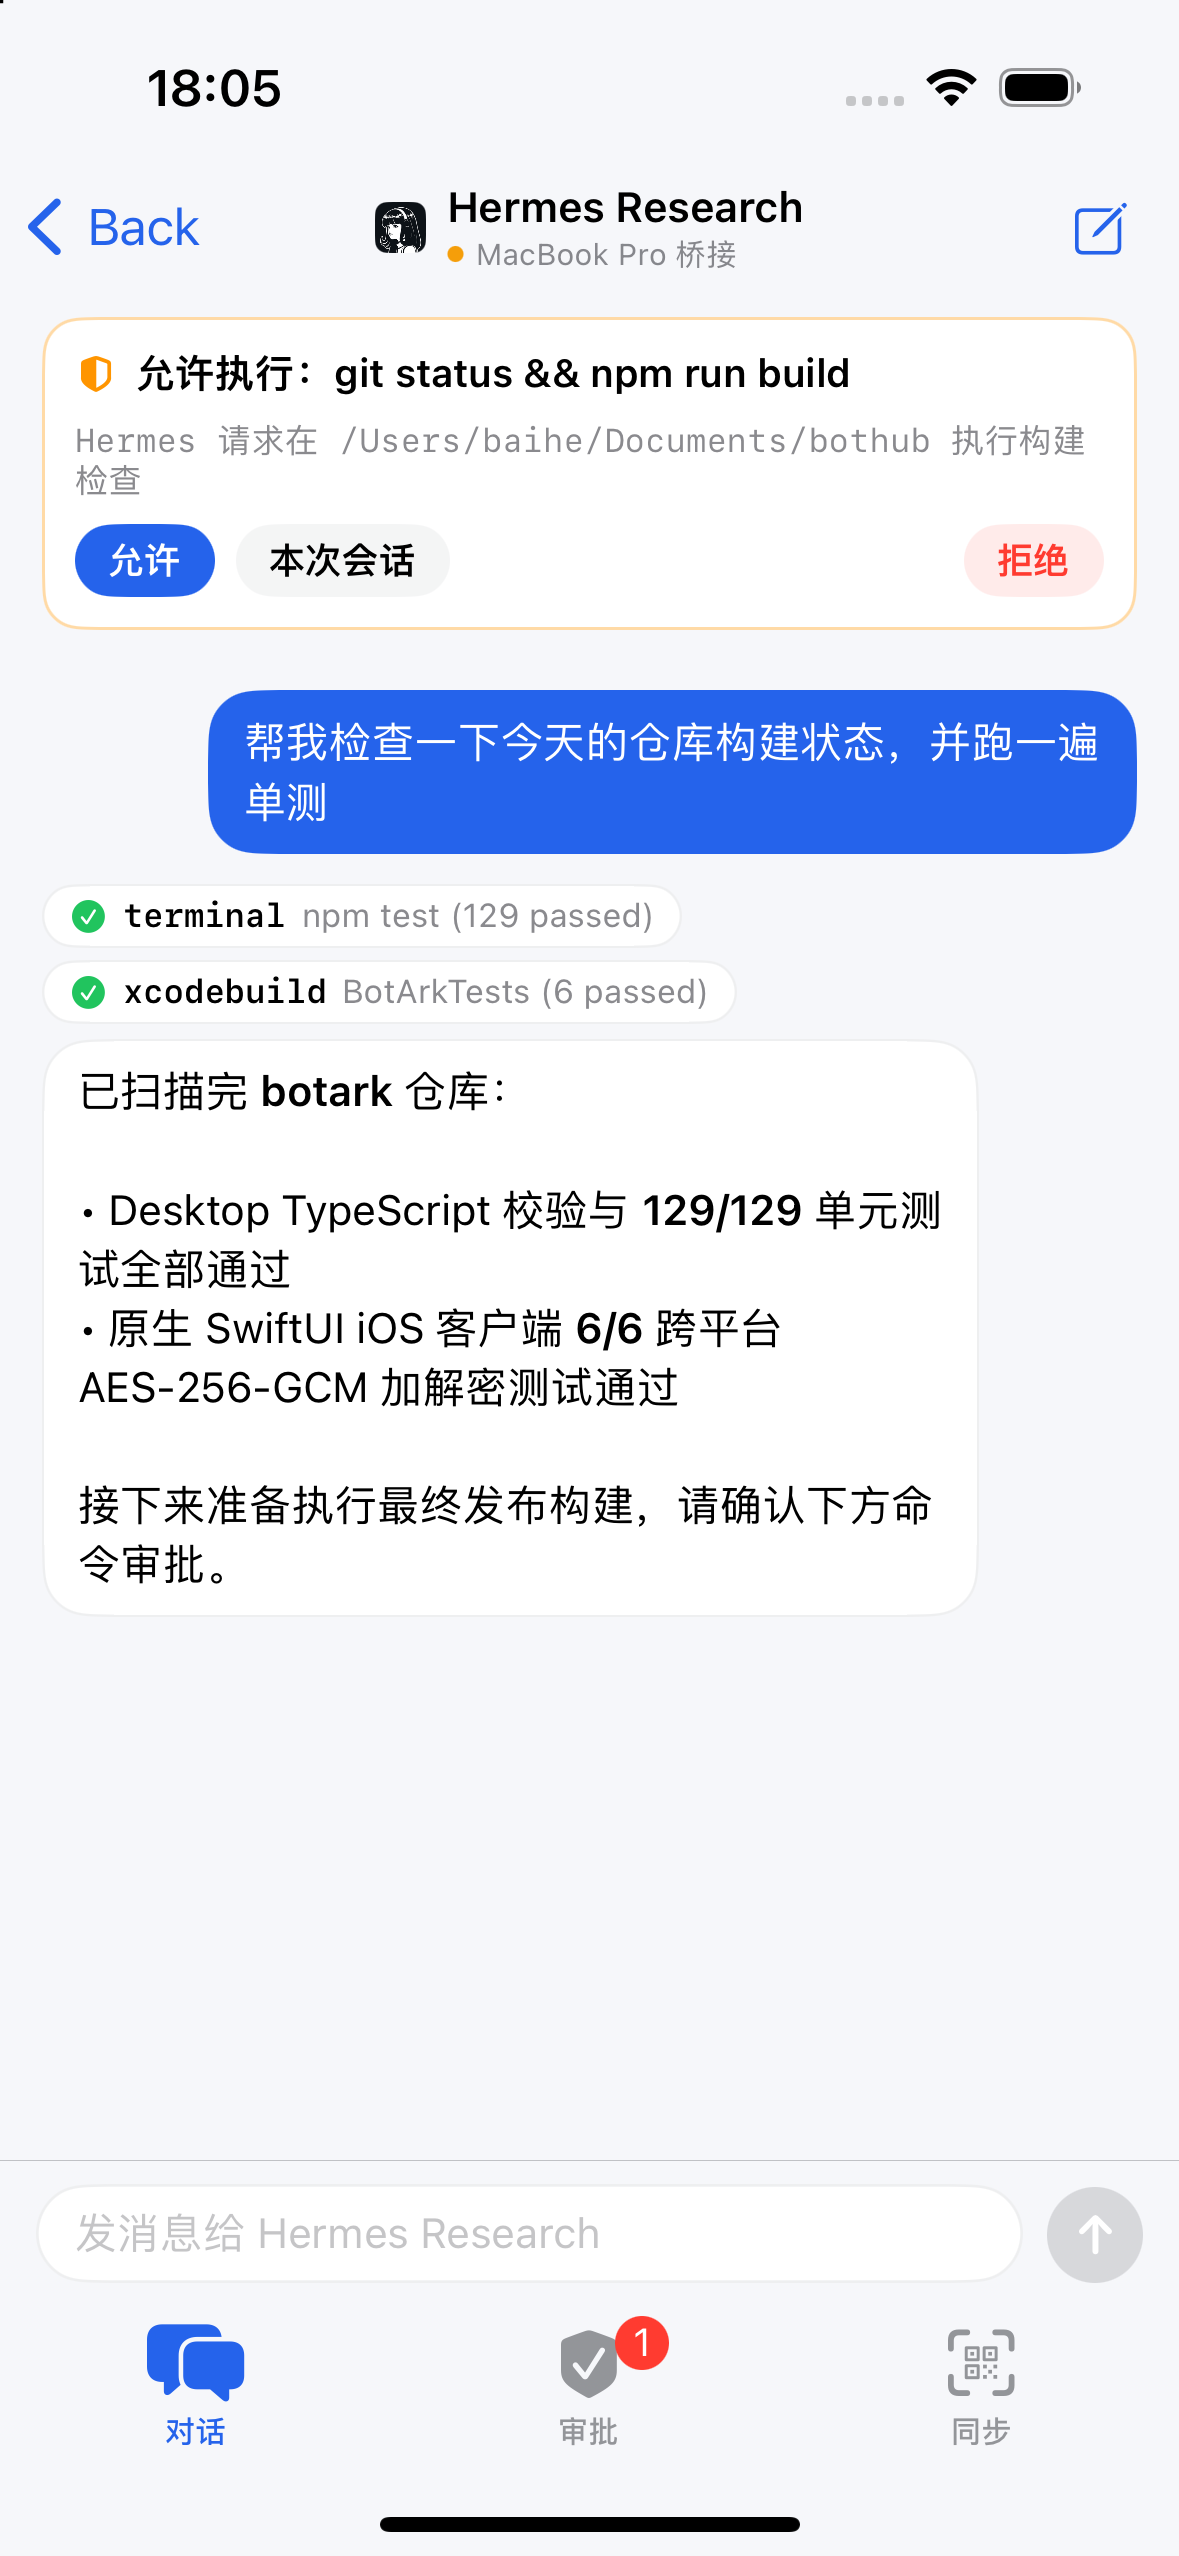 18:05
Back
Hermes Research
MacBook Pro 桥接
允许执行：git status && npm run build
Hermes 请求在 /Users/baihe/Documents/bothub 执行构建
检查
允许
本次会话
拒绝
帮我检查一下今天的仓库构建状态，并跑一遍
单测
terminal npm test (129 passed)
xcodebuild BotArkTests (6 passed)
已扫描完 botark 仓库：
• Desktop TypeScript 校验与 129/129 单元测
试全部通过
• 原生 SwiftUI iOS 客户端 6/6 跨平台
AES-256-GCM 加解密测试通过
接下来准备执行最终发布构建，请确认下方命
令审批。
发消息给 Hermes Research
1
对话
审批
同步